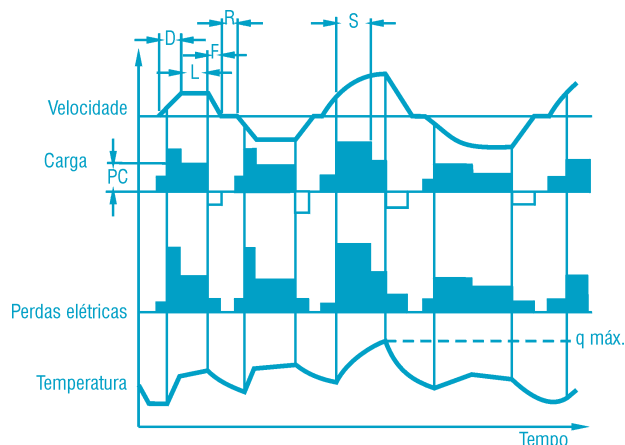 R
D
S
F
L
Velocidade
Carga
PC
Perdas elétricas
q máx.
Temperatura
Tempo